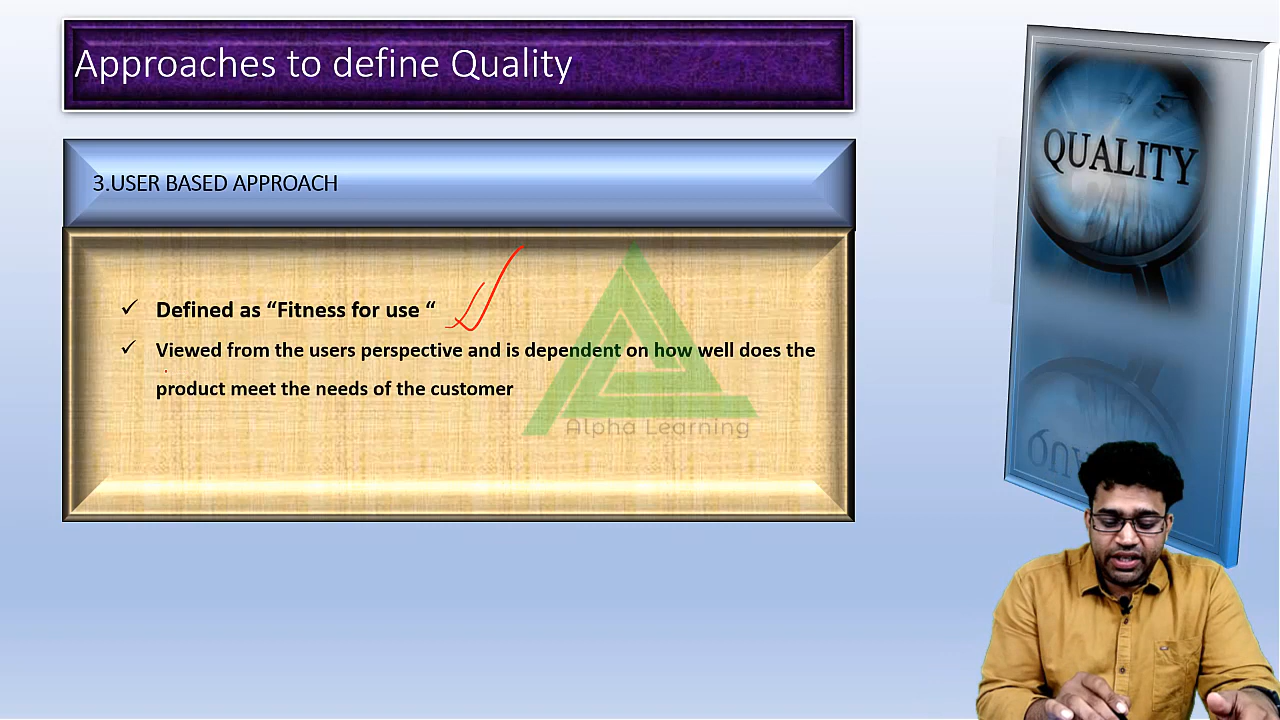 Approaches to define Quality
3.USER BASED APPROACH
✓ Defined as “Fitness for use “
✓ Viewed from the users perspective and is dependent on how well does the
product meet the needs of the customer
Alpha Learning
QUALITY